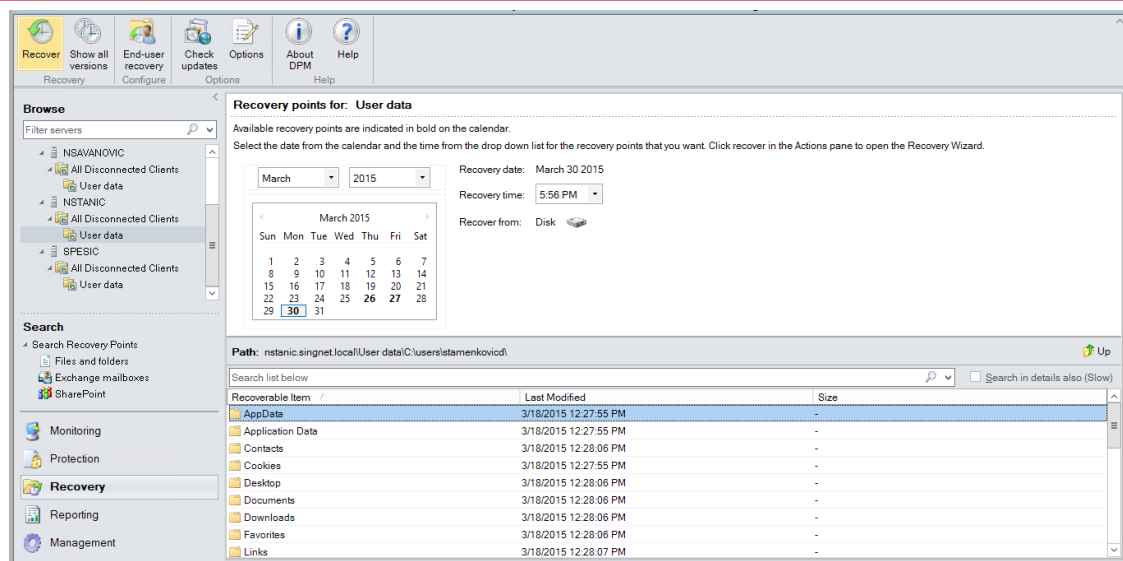 Recover
Show all versions
End-user recovery
Check updates
Options
About DPM
Help
Recovery
Configure
Options
Help
Browse
Filter servers
NSAVANOVIC
All Disconnected Clients
User data
NSTANIC
All Disconnected Clients
User data
SPESIC
All Disconnected Clients
User data
Search
Search Recovery Points
Files and folders
Exchange mailboxes
SharePoint
Monitoring
Protection
Recovery
Reporting
Management
Recovery points for: User data
Available recovery points are indicated in bold on the calendar.
Select the date from the calendar and the time from the drop down list for the recovery points that you want. Click recover in the Actions pane to open the Recovery Wizard.
March 2015
March 2015
Sun Mon Tue Wed Thu Fri Sat
1 2 3 4 5 6 7
8 9 10 11 12 13 14
15 16 17 18 19 20 21
22 23 24 25 26 27 28
29 30 31
Recovery date: March 30 2015
Recovery time: 5:56 PM
Recover from: Disk
Path: nstanic.singnet.local\User data\C:\users\stamenkovicd\
Up
Search list below
Search in details also (Slow)
Recoverable Item / Last Modified Size
AppData 3/18/2015 12:27:55 PM -
Application Data 3/18/2015 12:27:55 PM -
Contacts 3/18/2015 12:28:06 PM -
Cookies 3/18/2015 12:27:55 PM -
Desktop 3/18/2015 12:28:06 PM -
Documents 3/18/2015 12:28:06 PM -
Downloads 3/18/2015 12:28:06 PM -
Favorites 3/18/2015 12:28:06 PM -
Links 3/18/2015 12:28:07 PM -